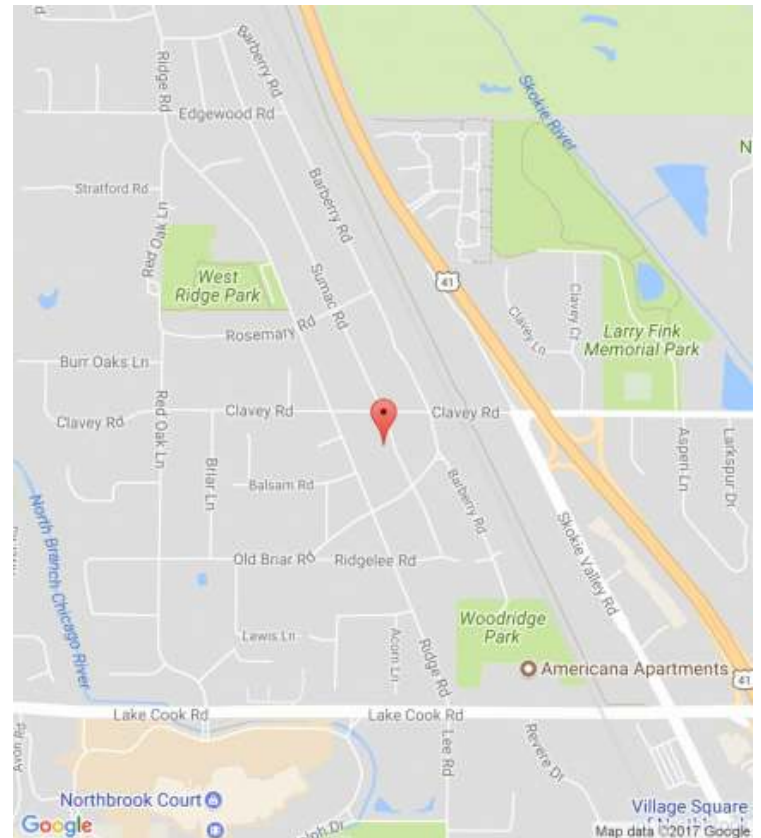 Rd
Ridge Rd
Barberry Rd
Edgewood Rd
Skokie River
N
Stratford Rd
Barberry Rd
Red Oak Ln
West
Ridge Park
Sumac Rd
41
Clavey Ln
Clavey Ct
Larry Fink
Memorial Park
Rosemary Rd
Burr Oaks Ln
Clavey Rd
Red Oak Ln
Clavey Rd
Clavey Rd
Briar Ln
Aspen Ln
Larkspur Dr
Balsam Rd
Barberry Rd
North Branch Chicago River
Skokie Valley Rd
Old Briar Rd
Ridgelee Rd
Woodridge
Park
Lewis Ln
Acorn Ln
Ridge Rd
Americana Apartments
41
Lake Cook Rd
Lake Cook Rd
Avon Rd
Lee Rd
Revere Dr
Northbrook Court
Village Square
Google
Map data ©2017 Google